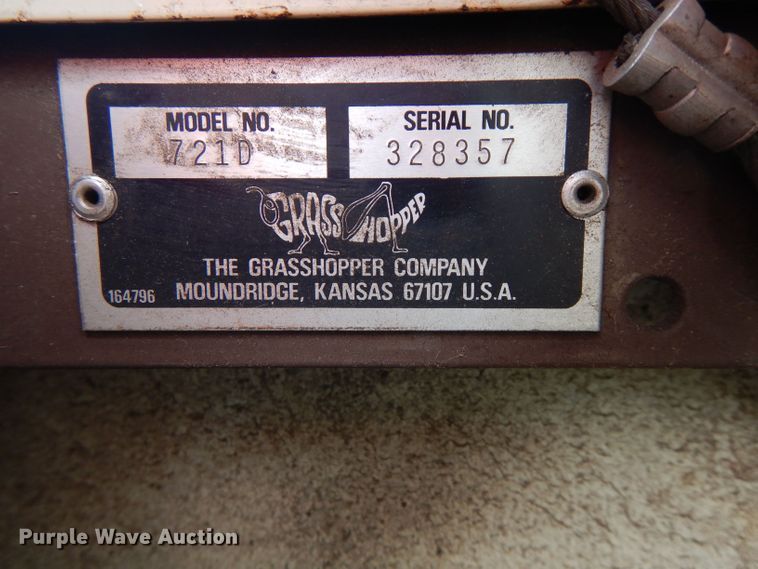 MODEL NO. SERIAL NO.
721D 328357
GRASSHOPPER
THE GRASSHOPPER COMPANY
164796 MOUNDRIDGE, KANSAS 67107 U.S.A.
Purple Wave Auction